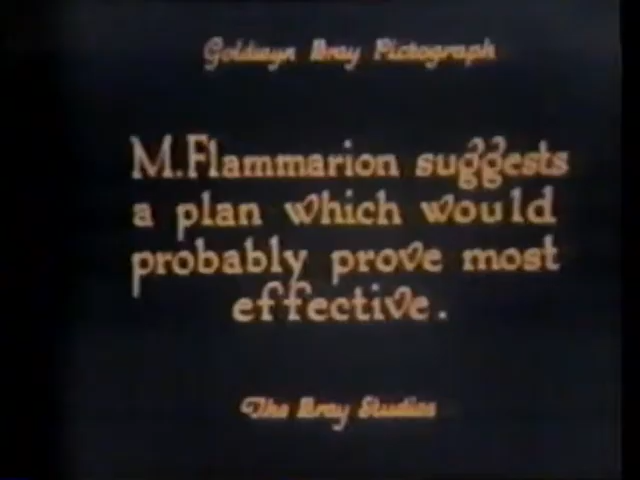 Goldwyn Bray Pictograph
M. Flammarion suggests
a plan which would
probably prove most
effective.
The Bray Studios